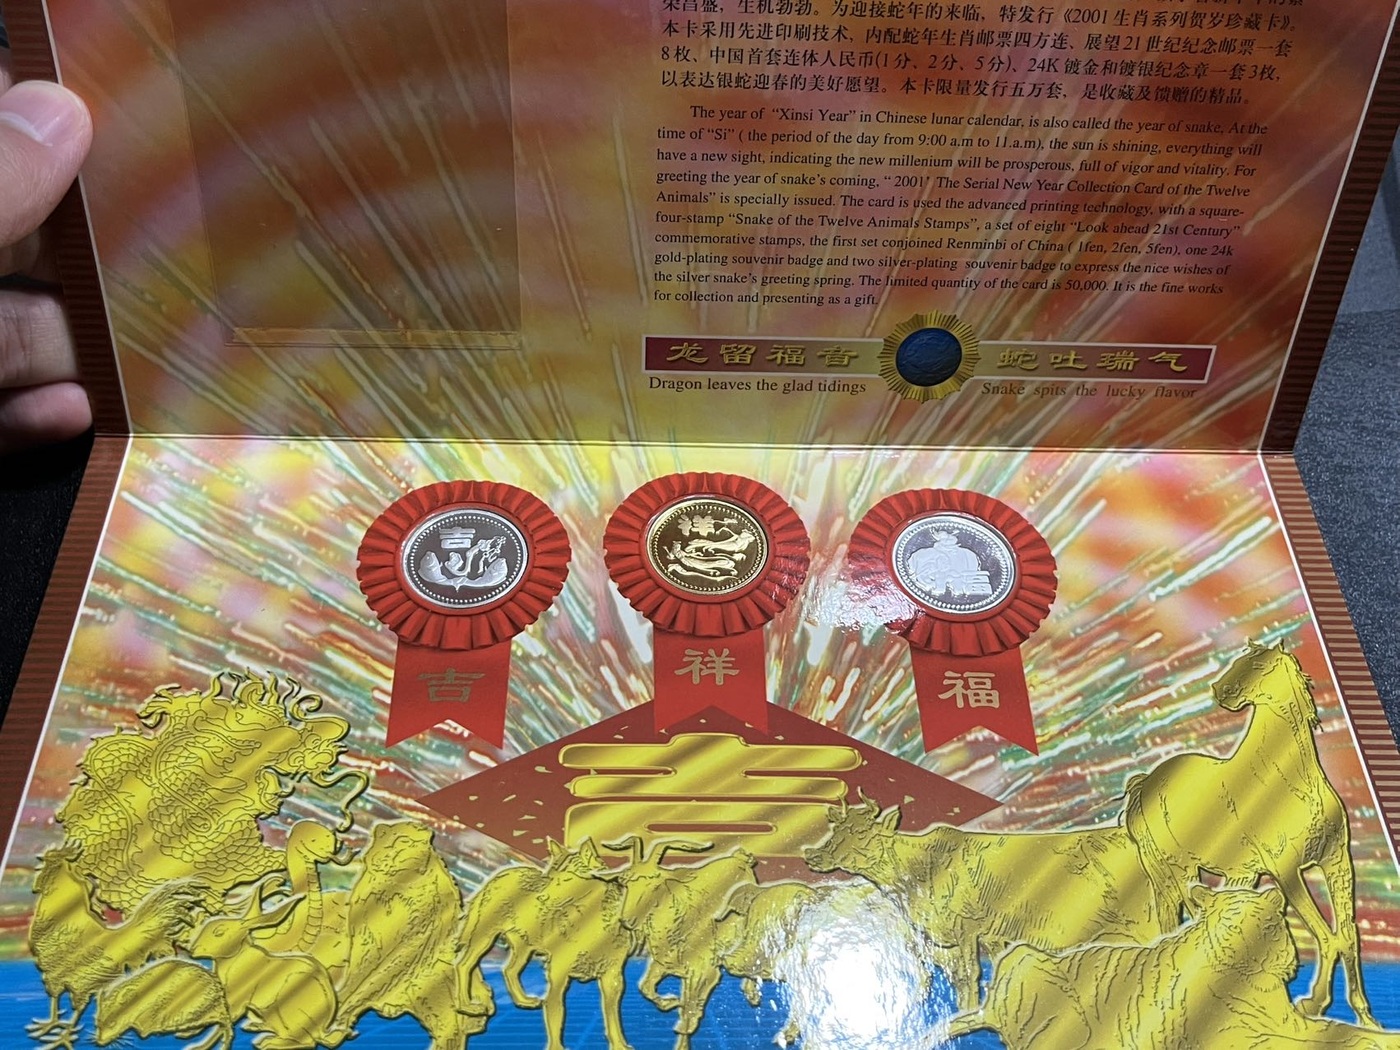 荣昌盛，生机勃勃。为迎接蛇年的来临，特发行《2001生肖系列贺岁珍藏卡》。
本卡采用先进印刷技术，内配蛇年生肖邮票四方连、展望21世纪纪念邮票一套
8枚、中国首套连体人民币(1分、2分、5分)、24K镀金和镀银纪念章一套3枚，
以表达银蛇迎春的美好愿望。本卡限量发行五万套，是收藏及馈赠的精品。
The year of “Xinsi Year” in Chinese lunar calendar, is also called the year of snake, At the
time of “Si” ( the period of the day from 9:00 a.m to 11.a.m), the sun is shining, everything will
have a new sight, indicating the new millenium will be prosperous, full of vigor and vitality. For
greeting the year of snake's coming, “ 2001' The Serial New Year Collection Card of the Twelve
Animals” is specially issued. The card is used the advanced printing technology, with a square-
four-stamp “Snake of the Twelve Animals Stamps”, a set of eight “Look ahead 21st Century”
commemorative stamps, the first set conjoined Renminbi of China ( 1fen, 2fen, 5fen), one 24k
gold-plating souvenir badge and two silver-plating souvenir badge to express the nice wishes of
the silver snake's greeting spring. The limited quantity of the card is 50,000. It is the fine works
for collection and presenting as a gift.
龙留福音 蛇吐瑞气
Dragon leaves the glad tidings Snake spits the lucky flavor
吉 祥 福
吉 祥 福
吉